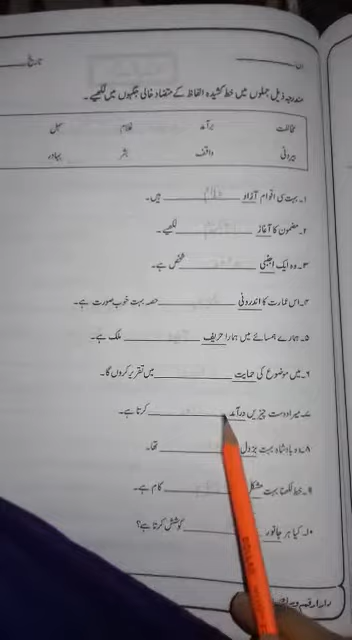 تاریخ
مندرجہ ذیل جملوں میں خط کشیدہ الفاظ کے متضاد خالی جگہوں میں لکھیے۔
مخالفت برآمد غلام سہل
بیرونی واقف بشر بہادر
۱۔ بہت سی اقوام آزاد ہیں۔
۲۔ مضمون کا آغاز لکھیے۔
۳۔ وہ ایک اجنبی شخص ہے۔
۴۔ اس عمارت کا اندرونی حصہ بہت خوب صورت ہے۔
۵۔ ہمارے ہمسائے میں ہمارا حریف ملک ہے۔
۶۔ میں موضوع کی حمایت میں تقریر کروں گا۔
۷۔ میرا دوست چیزیں درآمد کرتا ہے۔
۸۔ وہ بادشاہ بہت بزدل تھا۔
۹۔ خط لکھنا بہت مشکل کام ہے۔
۱۰۔ کیا ہر جانور کوشش کرتا ہے؟